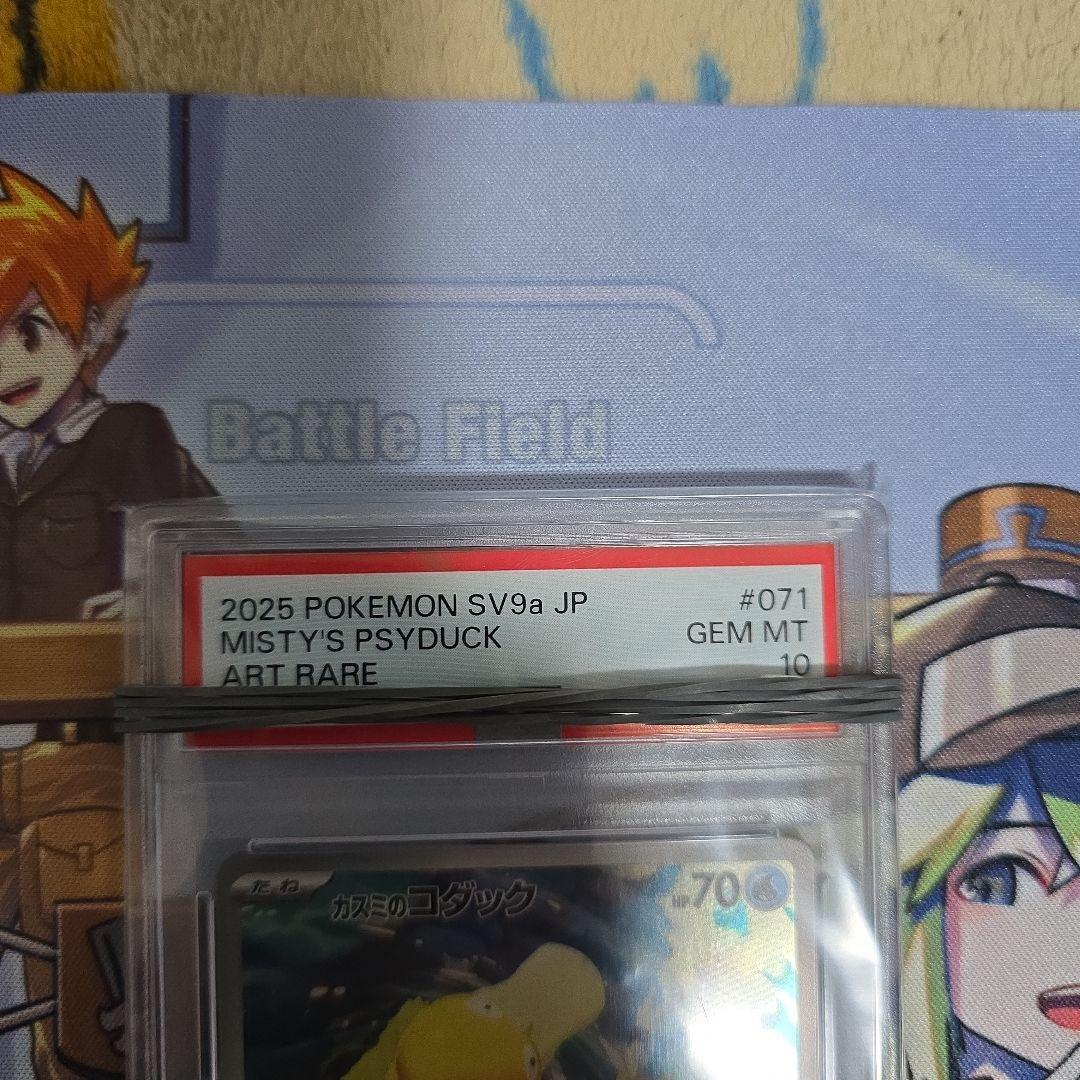 Battle Field
2025 POKEMON SV9a JP #071
MISTY'S PSYDUCK GEM MT
ART RARE 10
たね カスミのコダック HP70